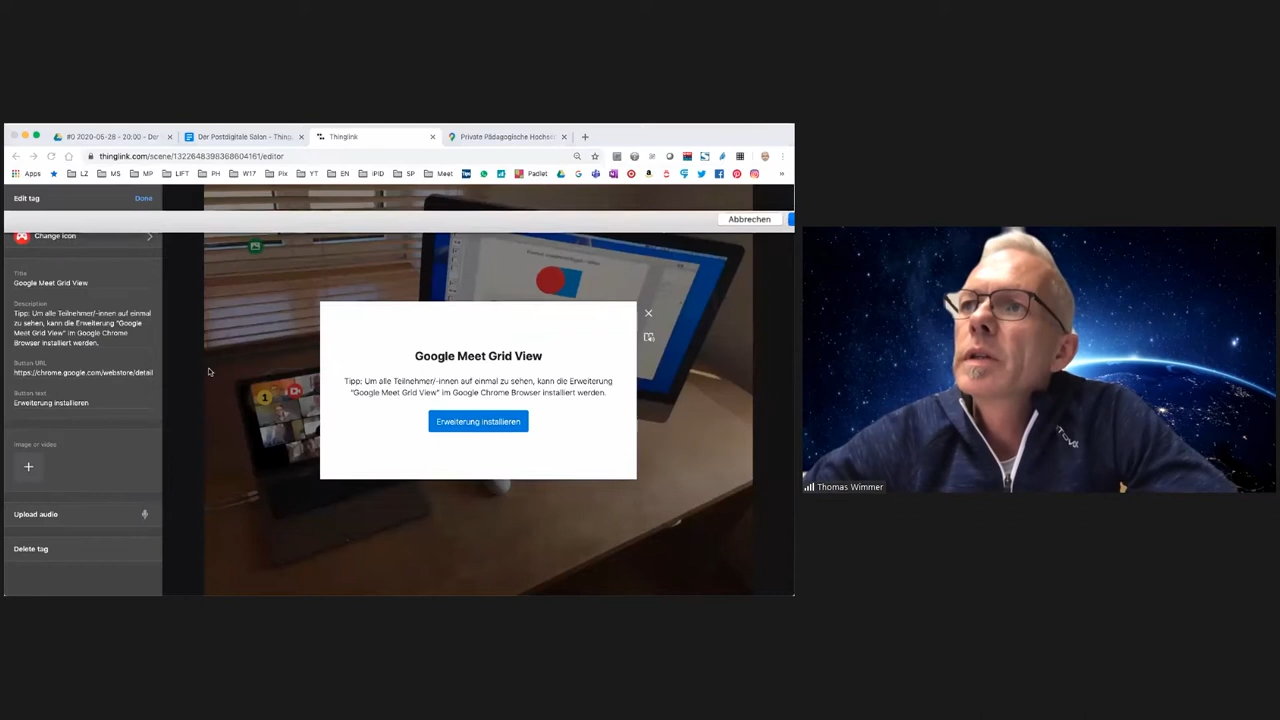 #0 2020-05-28 - 20:00 - Der
Der Postdigitale Salon - Thing
Thinglink
Private Pädagogische Hochsc
thinglink.com/scene/1322648398368604161/editor
Apps
LZ
MS
MP
LIFT
PH
W17
Pix
YT
EN
iPID
SP
Meet
Padlet
Edit tag
Done
Abbrechen
Change icon
Title
Google Meet Grid View
Description
Tipp: Um alle Teilnehmer/-innen auf einmal
zu sehen, kann die Erweiterung "Google
Meet Grid View" im Google Chrome
Browser installiert werden.
Button URL
https://chrome.google.com/webstore/detail
Button text
Erweiterung installieren
Image or video
Upload audio
Delete tag
1
Google Meet Grid View
Tipp: Um alle Teilnehmer/-innen auf einmal zu sehen, kann die Erweiterung
"Google Meet Grid View" im Google Chrome Browser installiert werden.
Erweiterung installieren
Thomas Wimmer